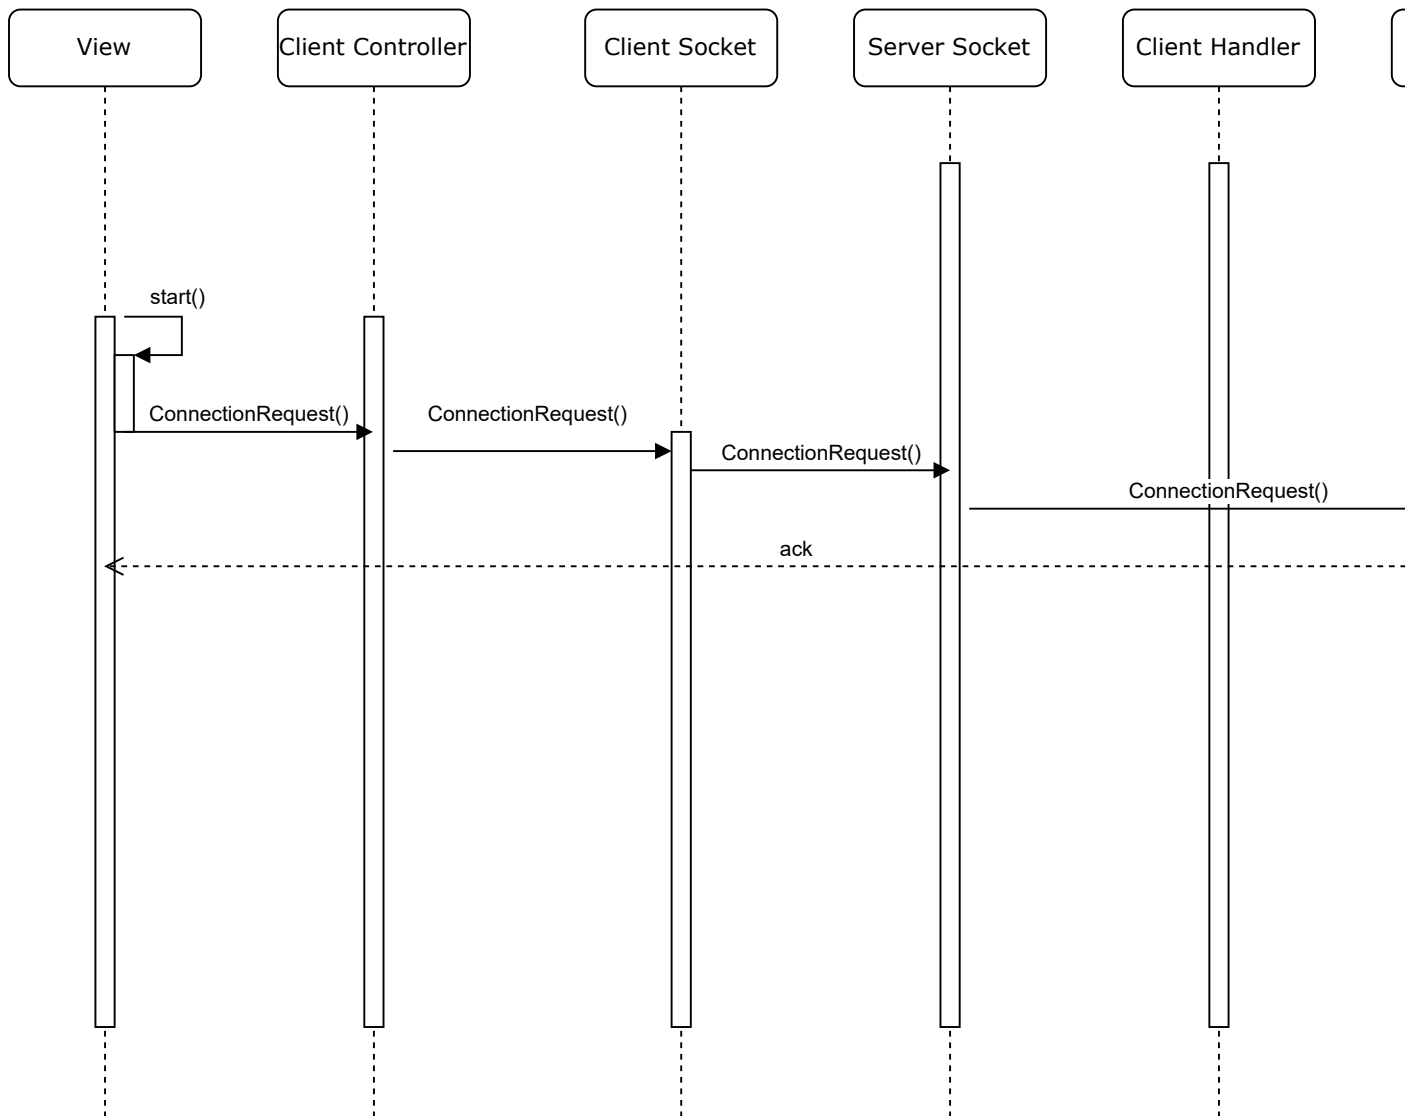 View
Client Controller
Client Socket
Server Socket
Client Handler
start()
ConnectionRequest()
ConnectionRequest()
ConnectionRequest()
ConnectionRequest()
ack